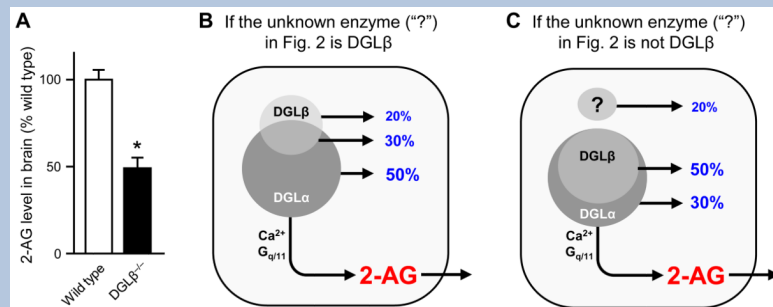 A
2-AG level in brain (% wild type)
100
50
0
*
Wild type
DGLβ⁻/⁻
B If the unknown enzyme (“?”)
in Fig. 2 is DGLβ
DGLβ
20%
30%
50%
DGLα
Ca²⁺
Gq/11
2-AG
C If the unknown enzyme (“?”)
in Fig. 2 is not DGLβ
?
20%
DGLβ
50%
30%
DGLα
Ca²⁺
Gq/11
2-AG